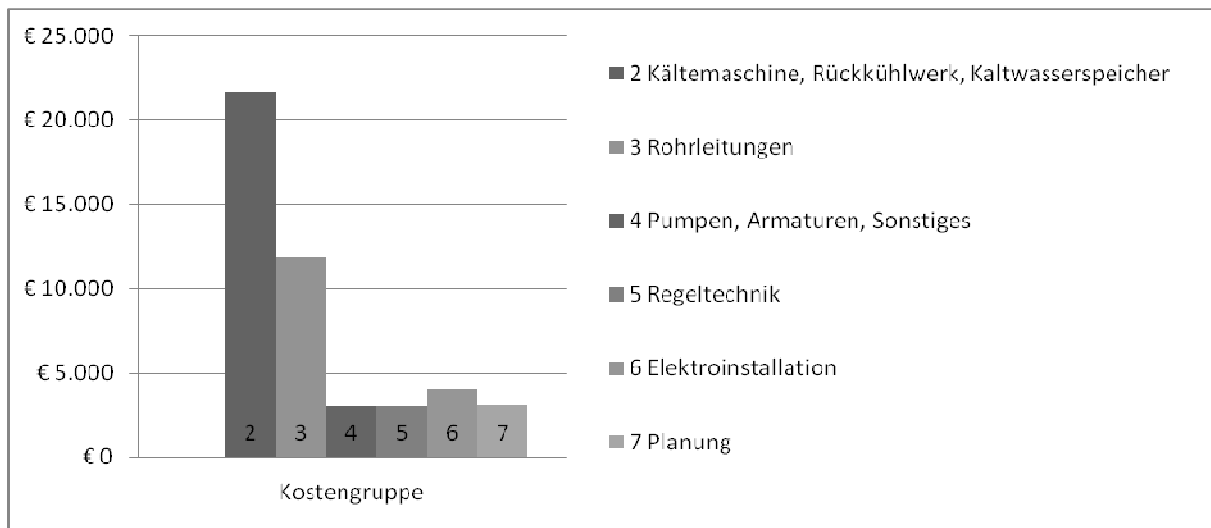 € 25.000
€ 20.000
€ 15.000
€ 10.000
€ 5.000
€ 0
2 3 4 5 6 7
Kostengruppe
2 Kältemaschine, Rückkühlwerk, Kaltwasserspeicher
3 Rohrleitungen
4 Pumpen, Armaturen, Sonstiges
5 Regeltechnik
6 Elektroinstallation
7 Planung